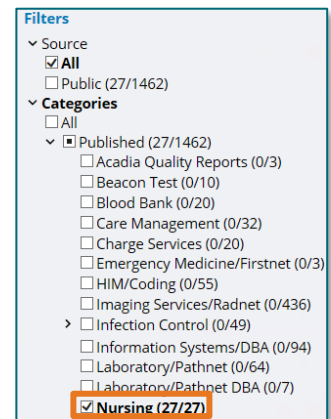 Filters
Source
All
Public (27/1462)
Categories
All
Published (27/1462)
Acadia Quality Reports (0/3)
Beacon Test (0/10)
Blood Bank (0/20)
Care Management (0/32)
Charge Services (0/20)
Emergency Medicine/Firstnet (0/3)
HIM/Coding (0/55)
Imaging Services/Radnet (0/436)
Infection Control (0/49)
Information Systems/DBA (0/94)
Laboratory/Pathnet (0/64)
Laboratory/Pathnet DBA (0/7)
Nursing (27/27)